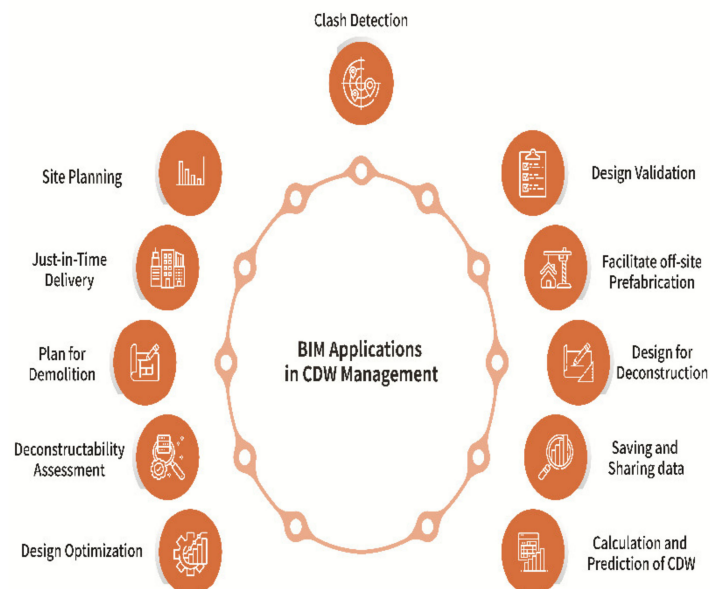 Clash Detection
Site Planning
Design Validation
Just-in-Time
Delivery
Facilitate off-site
Prefabrication
BIM Applications
in CDW Management
Plan for
Demolition
Design for
Deconstruction
Deconstructability
Assessment
Saving and
Sharing data
Design Optimization
Calculation and
Prediction of CDW